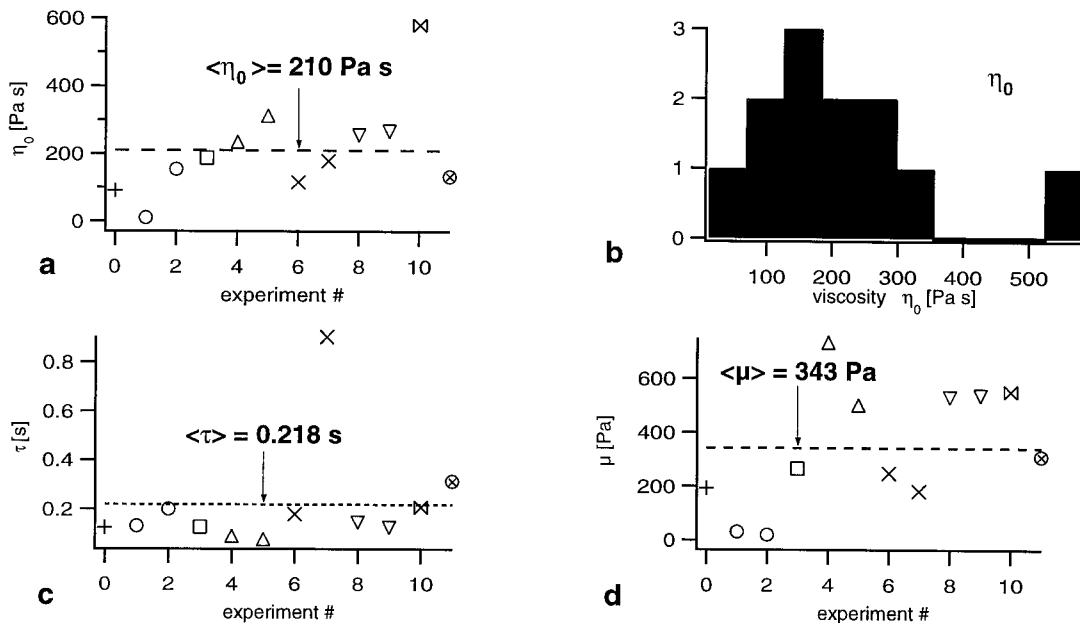 600
400
200
0
η₀ [Pa s]
<η₀>= 210 Pa s
0 2 4 6 8 10
experiment #
a
3
2
1
0
η₀
100 200 300 400 500
viscosity η₀ [Pa s]
b
0.8
0.6
0.4
0.2
τ [s]
<τ> = 0.218 s
0 2 4 6 8 10
experiment #
c
600
400
200
0
μ [Pa]
<μ> = 343 Pa
0 2 4 6 8 10
experiment #
d